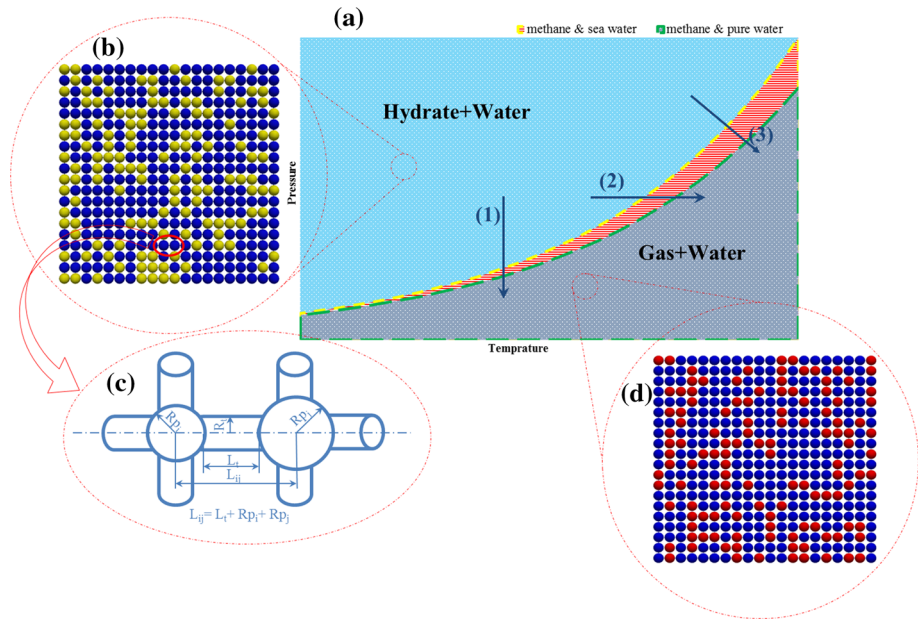 (a)
methane & sea water
methane & pure water
(b)
Hydrate+Water
(3)
(2)
Pressure
(1)
Gas+Water
Temprature
(c)
(d)
Rpi
Rpj
Lt
Lij
Lij= Lt+ Rpi+ Rpj